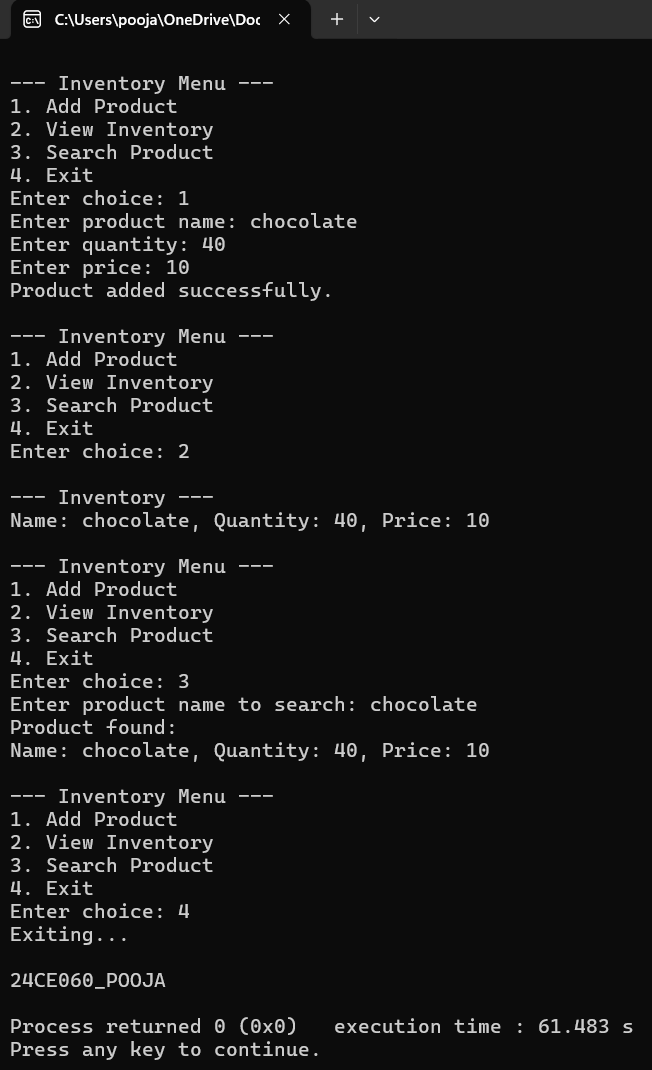 C:\Users\pooja\OneDrive\Doc
--- Inventory Menu ---
1. Add Product
2. View Inventory
3. Search Product
4. Exit
Enter choice: 1
Enter product name: chocolate
Enter quantity: 40
Enter price: 10
Product added successfully.
--- Inventory Menu ---
1. Add Product
2. View Inventory
3. Search Product
4. Exit
Enter choice: 2
--- Inventory ---
Name: chocolate, Quantity: 40, Price: 10
--- Inventory Menu ---
1. Add Product
2. View Inventory
3. Search Product
4. Exit
Enter choice: 3
Enter product name to search: chocolate
Product found:
Name: chocolate, Quantity: 40, Price: 10
--- Inventory Menu ---
1. Add Product
2. View Inventory
3. Search Product
4. Exit
Enter choice: 4
Exiting...
24CE060_POOJA
Process returned 0 (0x0)   execution time : 61.483 s
Press any key to continue.